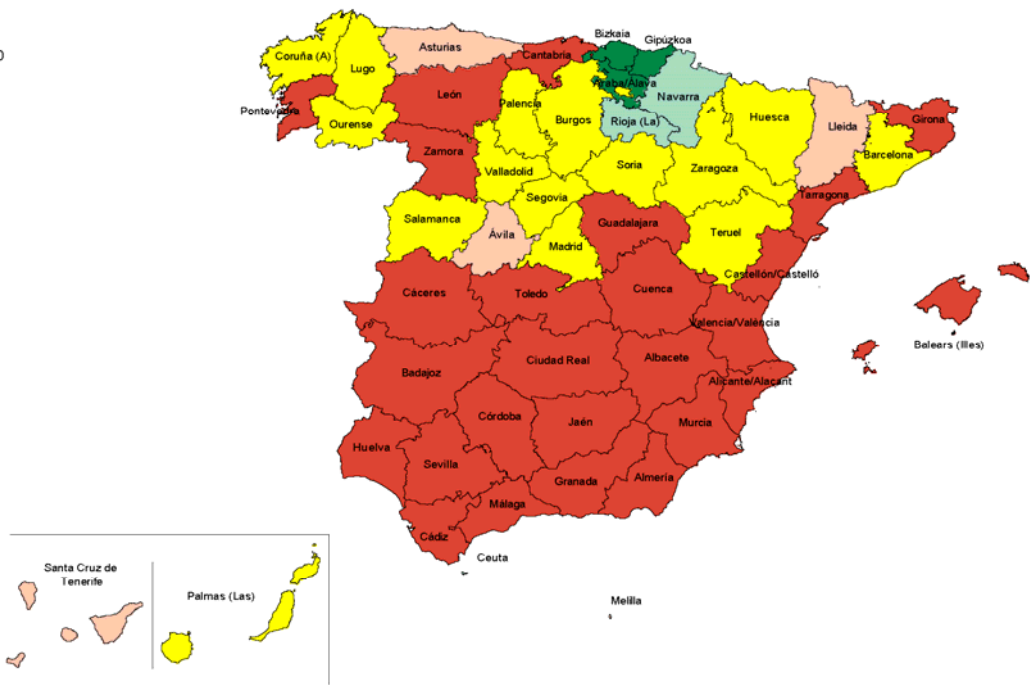 Bizkaia
Gipúzkoa
Coruña (A)
Lugo
Asturias
Cantabria
Araba/Álava
Navarra
León
Palencia
Burgos
Rioja (La)
Huesca
Lleida
Girona
Pontevedra
Ourense
Zamora
Valladolid
Soria
Zaragoza
Barcelona
Segovia
Tarragona
Salamanca
Ávila
Madrid
Guadalajara
Teruel
Castellón/Castelló
Cáceres
Toledo
Cuenca
Valencia/Valéncia
Balears (Illes)
Badajoz
Ciudad Real
Albacete
Alicante/Alacant
Córdoba
Jaén
Murcia
Huelva
Sevilla
Granada
Almería
Málaga
Cádiz
Ceuta
Melilla
Santa Cruz de
Tenerife
Palmas (Las)